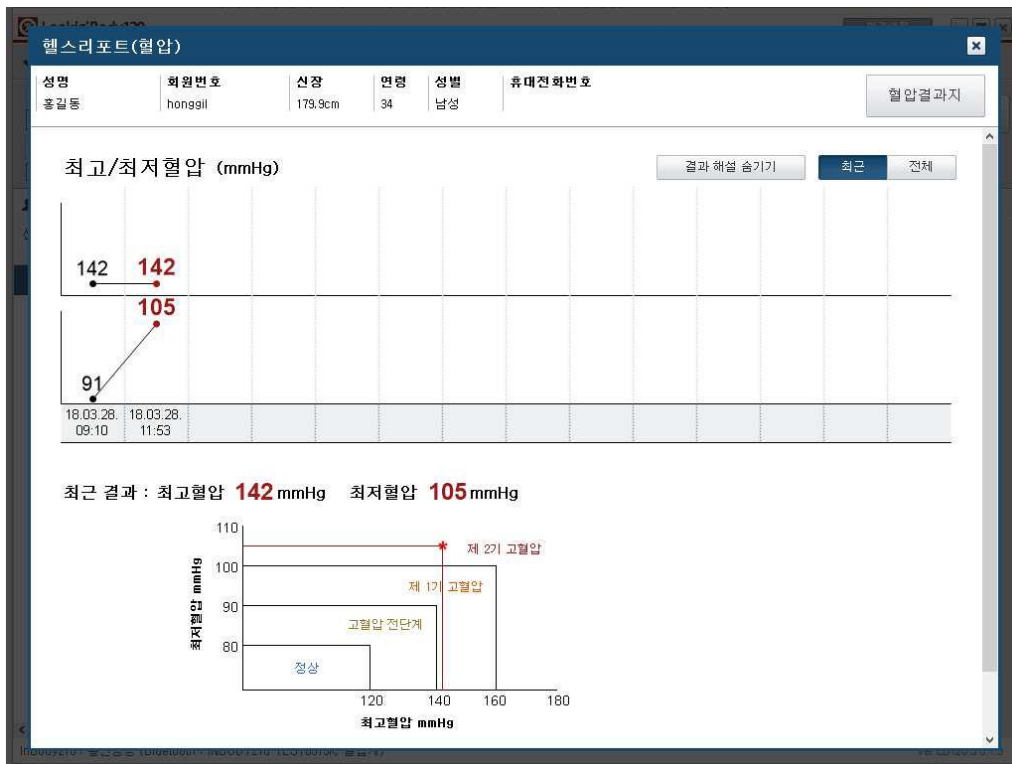 헬스리포트(혈압)
성명 회원번호 신장 연령 성별 휴대전화번호
홍길동 honggil 179.9cm 34 남성
혈압결과지
최고/최저혈압 (mmHg)
결과 해설 숨기기 최근 전체
142 142
105
91
18.03.28. 18.03.28.
09:10 11:53
최근 결과 : 최고혈압 142 mmHg 최저혈압 105 mmHg
110
제 2기 고혈압
100
제 1기 고혈압
90
고혈압 전단계
80
정상
최저혈압 mmHg
120 140 160 180
최고혈압 mmHg